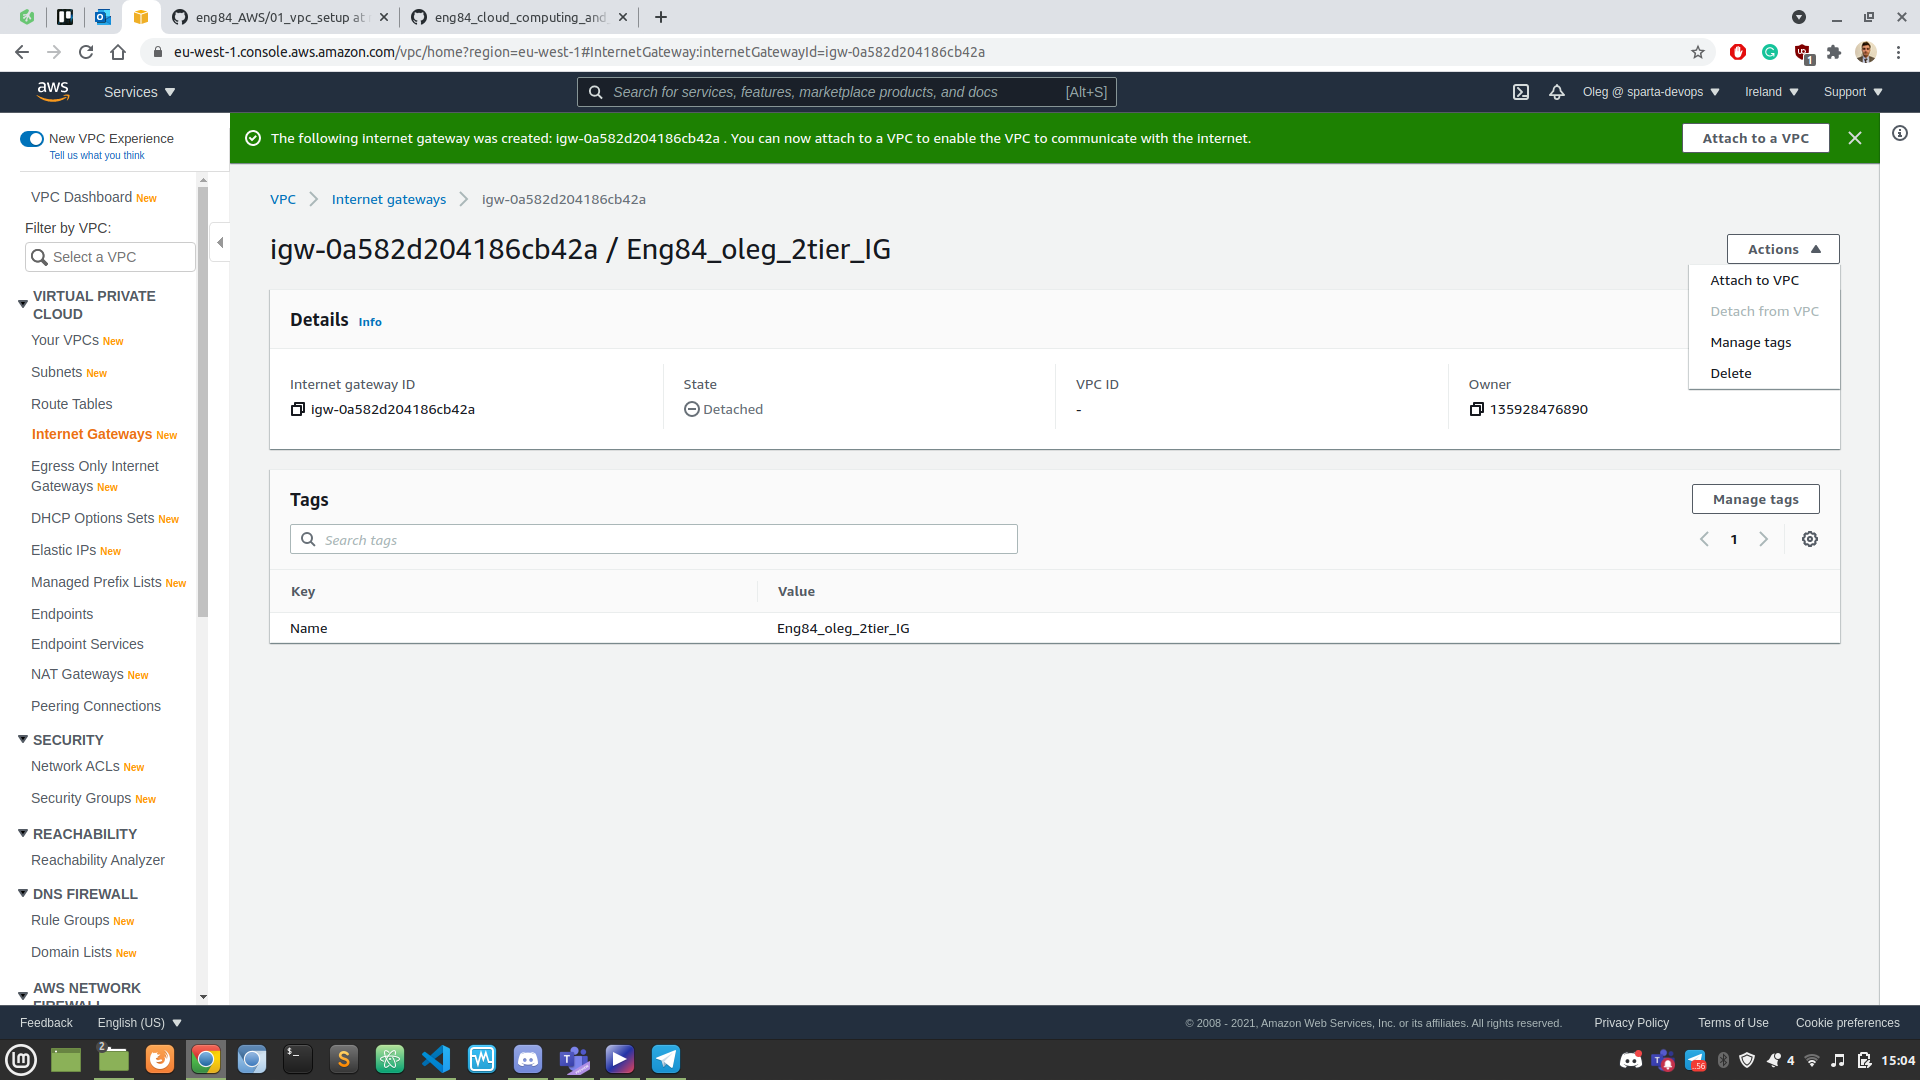 eng84_AWS/01_vpc_setup at
eng84_cloud_computing_and_
eu-west-1.console.aws.amazon.com/vpc/home?region=eu-west-1#InternetGateway:internetGatewayId=igw-0a582d204186cb42a
1
aws
Services
Search for services, features, marketplace products, and docs [Alt+S]
Oleg @ sparta-devops
Ireland
Support
New VPC Experience
Tell us what you think
The following internet gateway was created: igw-0a582d204186cb42a . You can now attach to a VPC to enable the VPC to communicate with the internet.
Attach to a VPC
VPC Dashboard New
Filter by VPC:
Select a VPC
VIRTUAL PRIVATE
CLOUD
Your VPCs New
Subnets New
Route Tables
Internet Gateways New
Egress Only Internet
Gateways New
DHCP Options Sets New
Elastic IPs New
Managed Prefix Lists New
Endpoints
Endpoint Services
NAT Gateways New
Peering Connections
SECURITY
Network ACLs New
Security Groups New
REACHABILITY
Reachability Analyzer
DNS FIREWALL
Rule Groups New
Domain Lists New
AWS NETWORK
FIREWALL
VPC
Internet gateways
igw-0a582d204186cb42a
igw-0a582d204186cb42a / Eng84_oleg_2tier_IG
Actions
Attach to VPC
Detach from VPC
Manage tags
Delete
Details Info
Internet gateway ID
igw-0a582d204186cb42a
State
Detached
VPC ID
-
Owner
135928476890
Tags
Manage tags
Search tags
1
Key Value
Name Eng84_oleg_2tier_IG
Feedback
English (US)
© 2008 - 2021, Amazon Web Services, Inc. or its affiliates. All rights reserved.
Privacy Policy
Terms of Use
Cookie preferences
2
4
15:04